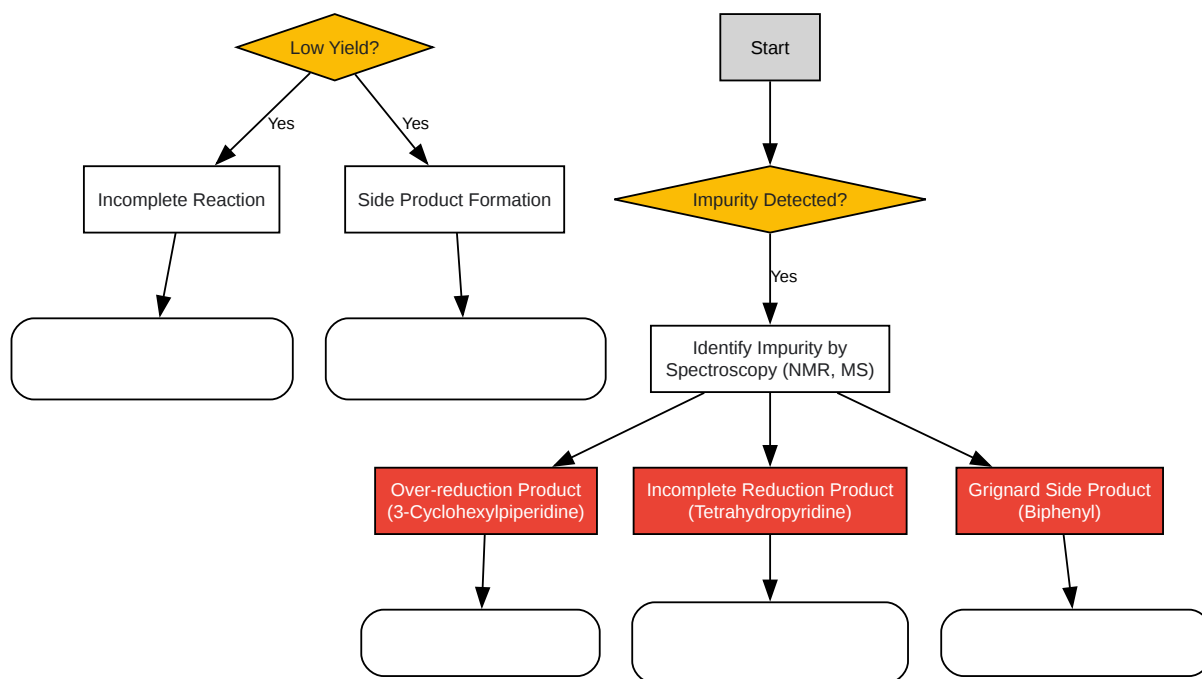 Low Yield?
Start
Yes
Yes
Incomplete Reaction
Side Product Formation
Impurity Detected?
Yes
Identify Impurity by
Spectroscopy (NMR, MS)
Over-reduction Product
(3-Cyclohexylpiperidine)
Incomplete Reduction Product
(Tetrahydropyridine)
Grignard Side Product
(Biphenyl)